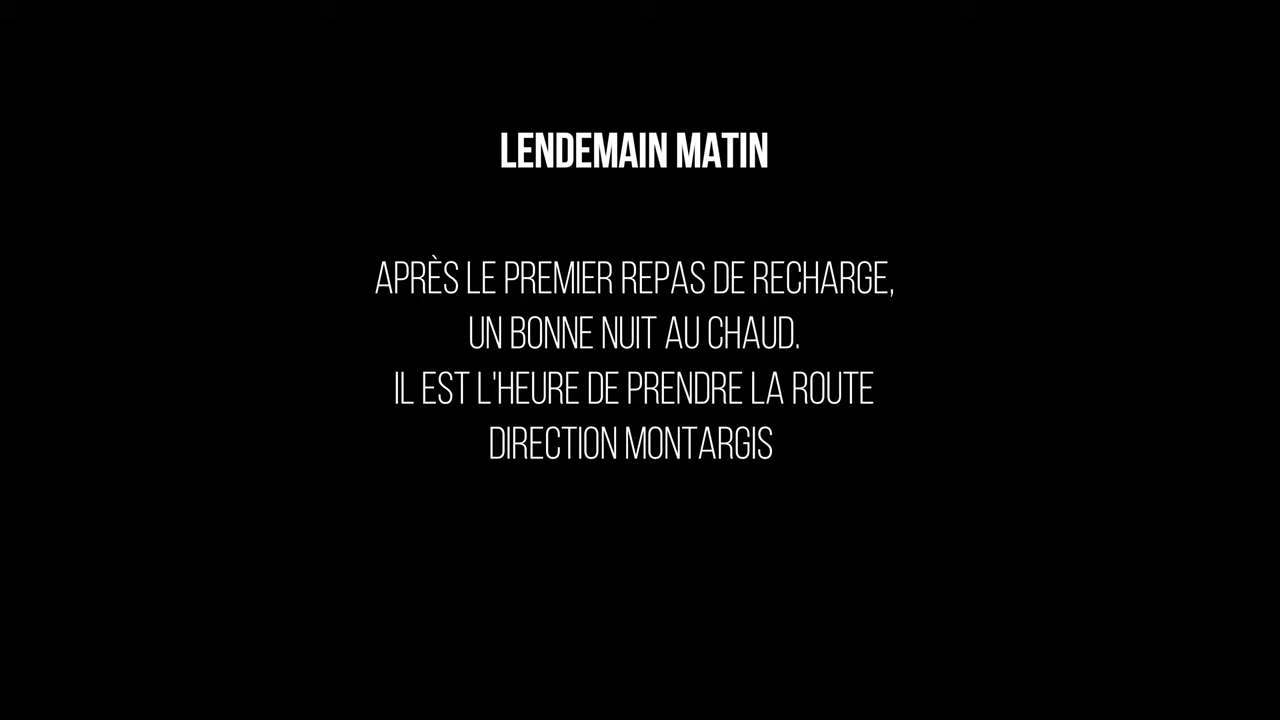 LENDEMAIN MATIN
APRÈS LE PREMIER REPAS DE RECHARGE,
UN BONNE NUIT AU CHAUD.
IL EST L'HEURE DE PRENDRE LA ROUTE
DIRECTION MONTARGIS